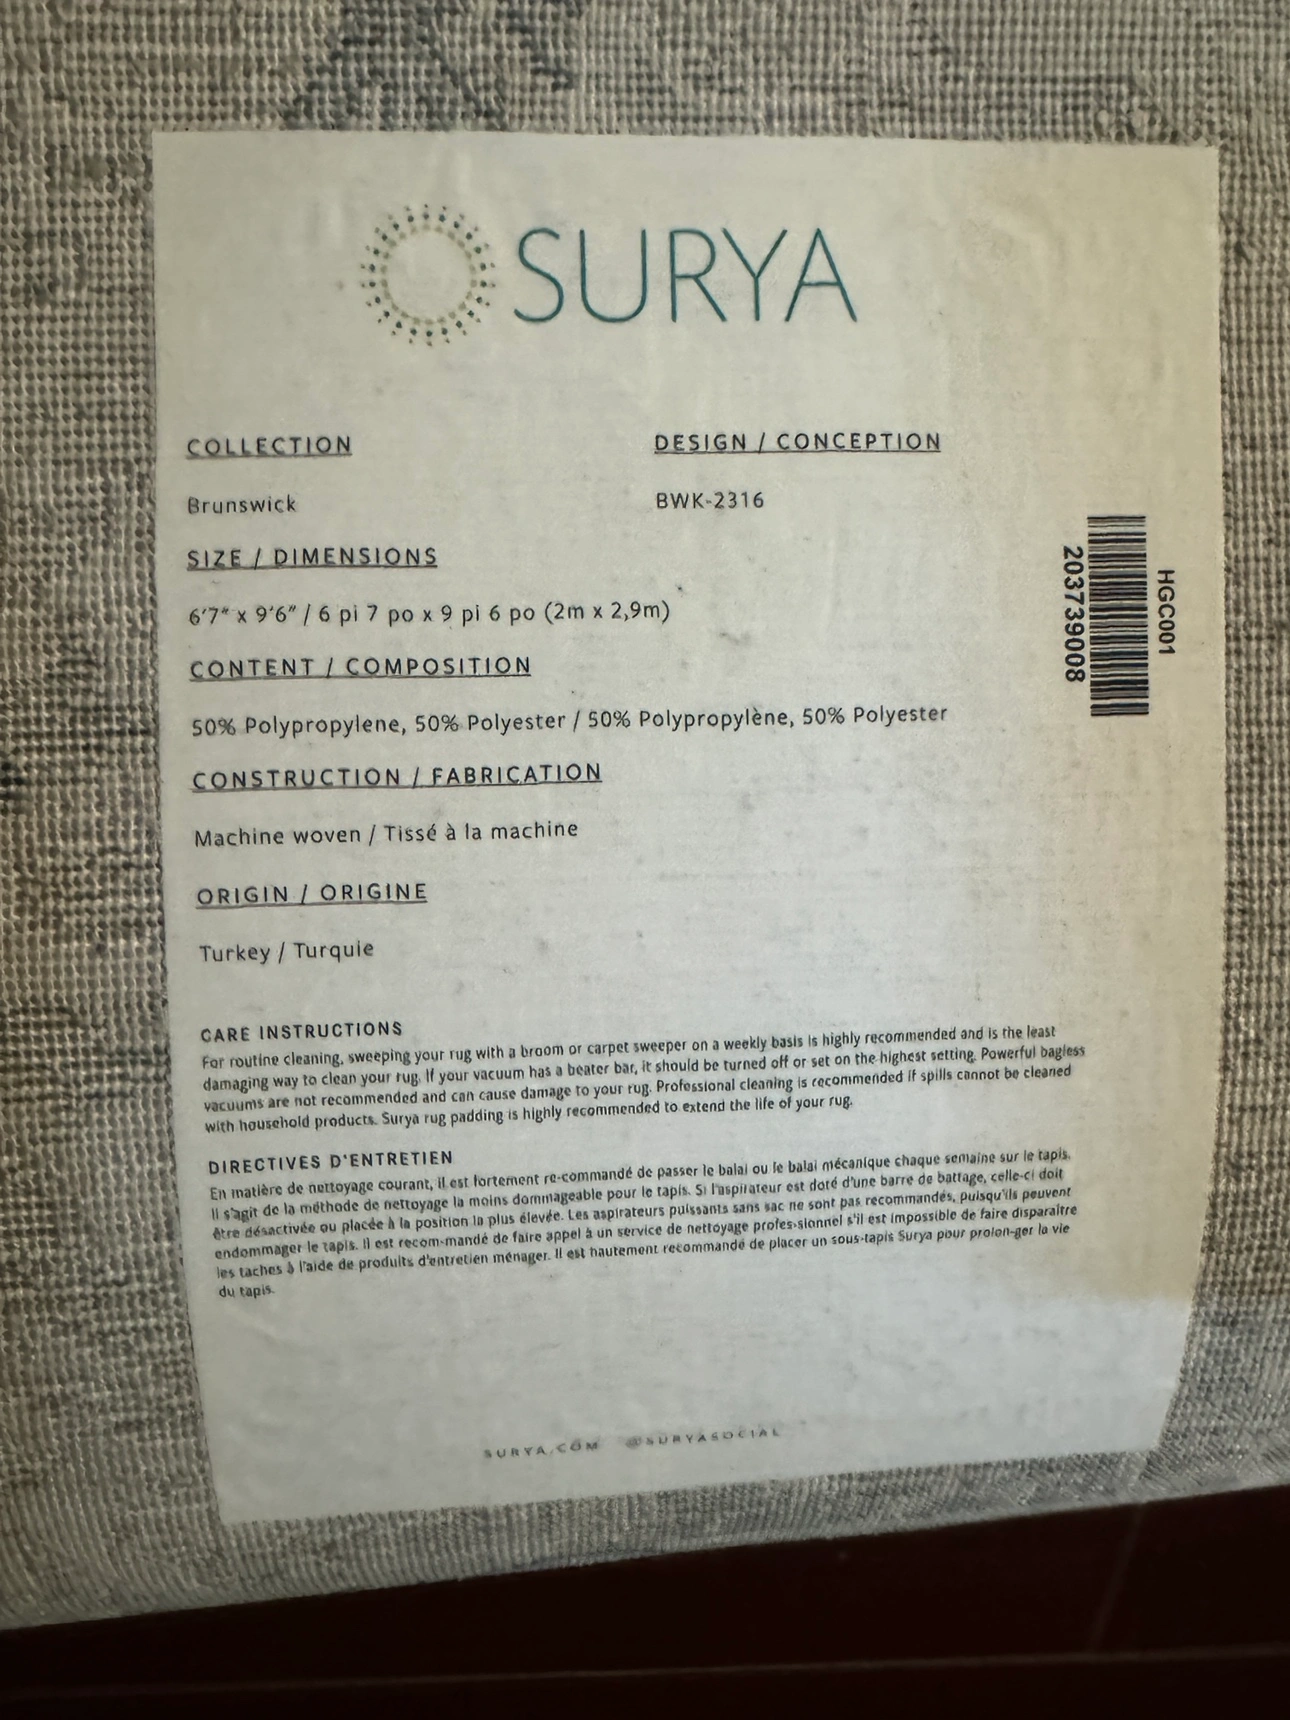 SURYA
COLLECTION
Brunswick
DESIGN / CONCEPTION
BWK-2316
SIZE / DIMENSIONS
6'7" x 9'6" / 6 pi 7 po x 9 pi 6 po (2m x 2,9m)
CONTENT / COMPOSITION
50% Polypropylene, 50% Polyester / 50% Polypropylène, 50% Polyester
CONSTRUCTION / FABRICATION
Machine woven / Tissé à la machine
ORIGIN / ORIGINE
Turkey / Turquie
HGC001
203739008
CARE INSTRUCTIONS
For routine cleaning, sweeping your rug with a broom or carpet sweeper on a weekly basis is highly recommended and is the least
damaging way to clean your rug. If your vacuum has a beater bar, it should be turned off or set on the highest setting. Powerful bagless
vacuums are not recommended and can cause damage to your rug. Professional cleaning is recommended if spills cannot be cleaned
with household products. Surya rug padding is highly recommended to extend the life of your rug.
DIRECTIVES D'ENTRETIEN
En matière de nettoyage courant, il est fortement re-commandé de passer le balai ou le balai mécanique chaque semaine sur le tapis.
Il s'agit de la méthode de nettoyage la moins dommageable pour le tapis. Si l'aspirateur est doté d'une barre de battage, celle-ci doit
être désactivée ou placée à la position la plus élevée. Les aspirateurs puissants sans sac ne sont pas recommandés, puisqu'ils peuvent
endommager le tapis. Il est recom-mandé de faire appel à un service de nettoyage profes-sionnel s'il est impossible de faire disparaître
les taches à l'aide de produits d'entretien ménager. Il est hautement recommandé de placer un sous-tapis Surya pour prolon-ger la vie
du tapis.
SURYA.COM @SURYASOCIAL